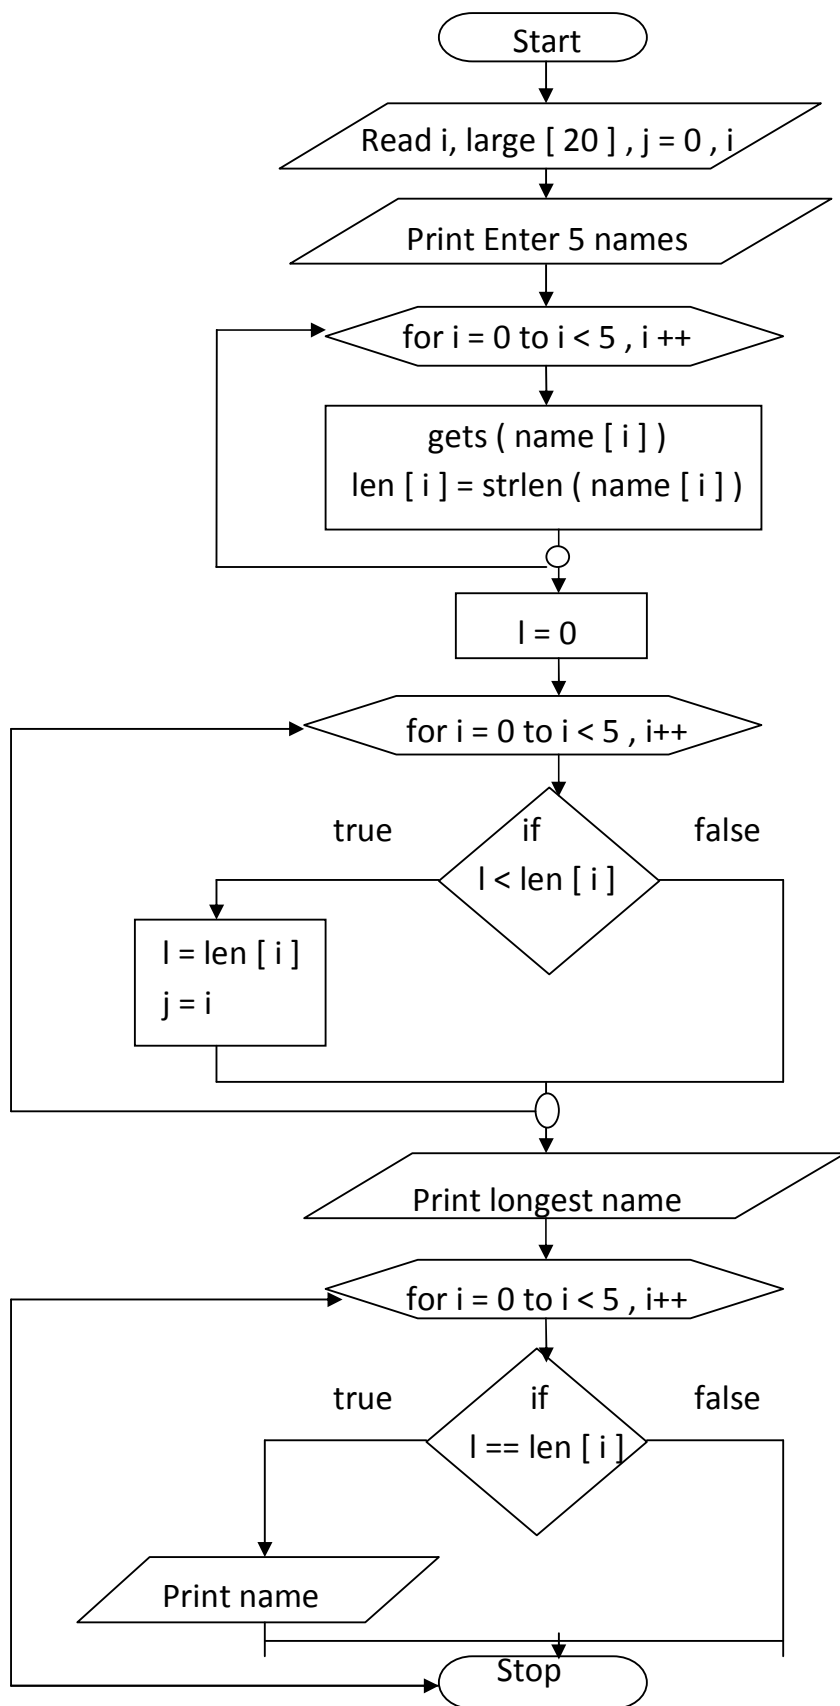 Start
Read i, large [ 20 ] , j = 0 , i
Print Enter 5 names
for i = 0 to i < 5 , i ++
gets ( name [ i ] )
len [ i ] = strlen ( name [ i ] )
l = 0
for i = 0 to i < 5 , i++
true
if
false
l < len [ i ]
l = len [ i ]
j = i
Print longest name
for i = 0 to i < 5 , i++
true
if
false
l == len [ i ]
Print name
Stop